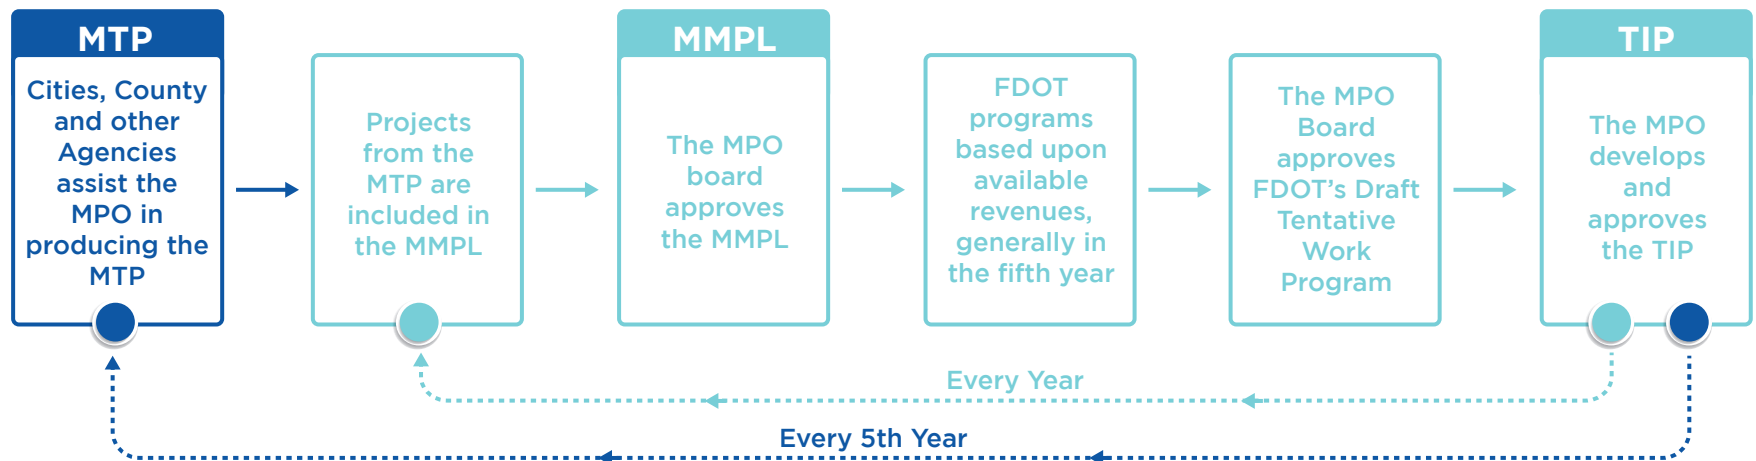 MTP
Cities, County
and other
Agencies
assist the
MPO in
producing the
MTP
Projects
from the
MTP are
included in
the MMPL
MMPL
The MPO
board
approves
the MMPL
FDOT
programs
based upon
available
revenues,
generally in
the fifth year
The MPO
Board
approves
FDOT's Draft
Tentative
Work
Program
TIP
The MPO
develops
and
approves
the TIP
Every Year
Every 5th Year